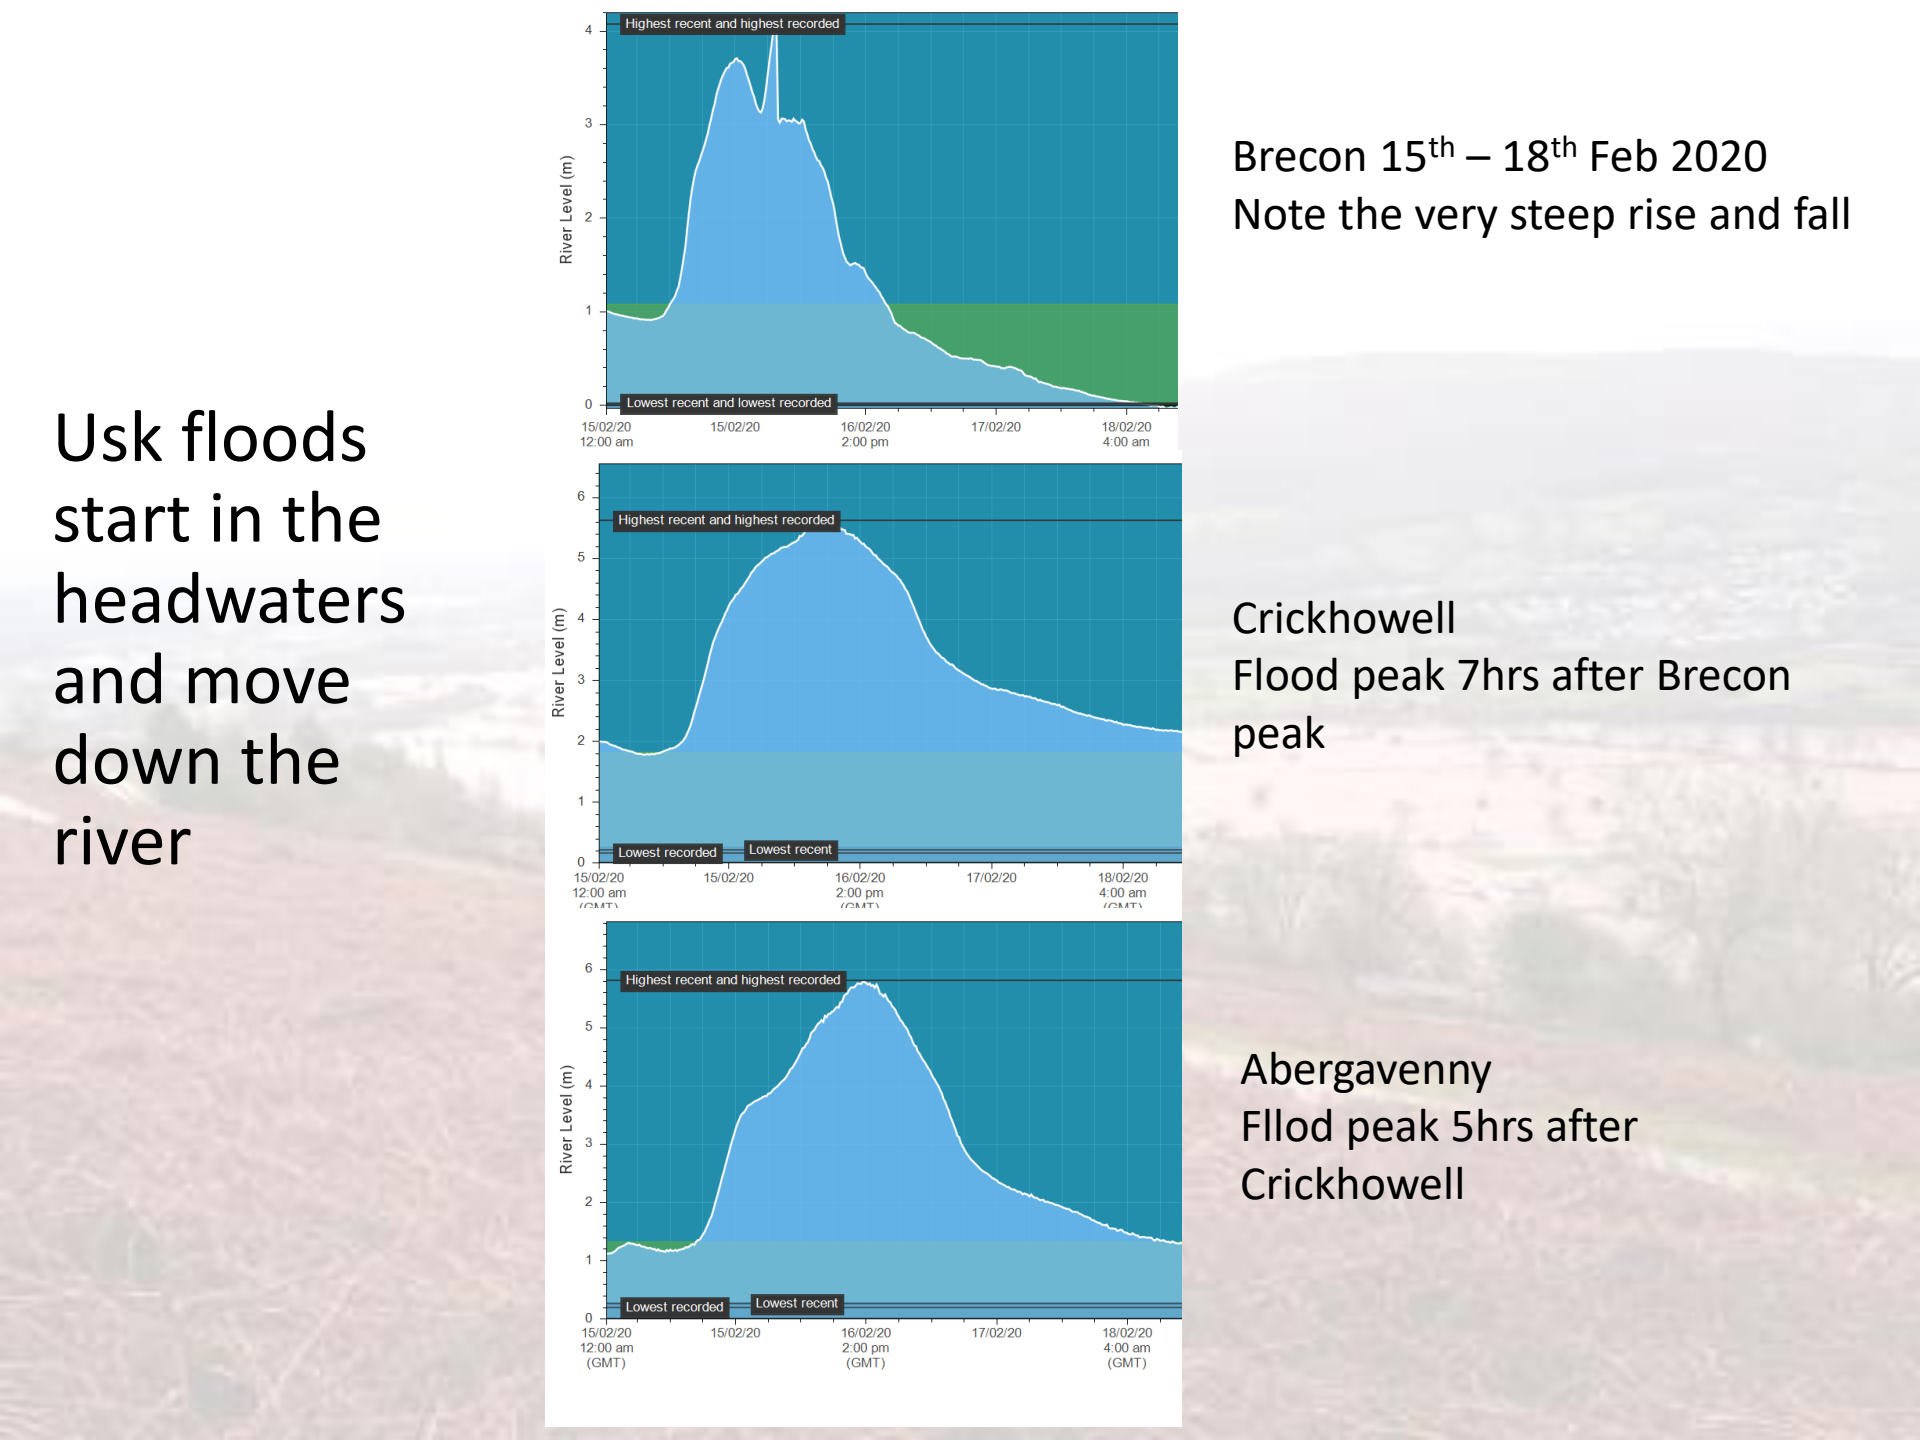 Usk floods
start in the
headwaters
and move
down the
river
4
3
2
1
0
River Level (m)
Highest recent and highest recorded
Lowest recent and lowest recorded
15/02/20 15/02/20 16/02/20 17/02/20 18/02/20
12:00 am 2:00 pm 4:00 am
Brecon 15th – 18th Feb 2020
Note the very steep rise and fall
6
5
4
3
2
1
0
River Level (m)
Highest recent and highest recorded
Lowest recorded Lowest recent
15/02/20 15/02/20 16/02/20 17/02/20 18/02/20
12:00 am 2:00 pm 4:00 am
(GMT) (GMT) (GMT)
Crickhowell
Flood peak 7hrs after Brecon
peak
6
5
4
3
2
1
0
River Level (m)
Highest recent and highest recorded
Lowest recorded Lowest recent
15/02/20 15/02/20 16/02/20 17/02/20 18/02/20
12:00 am 2:00 pm 4:00 am
(GMT) (GMT) (GMT)
Abergavenny
Fllod peak 5hrs after
Crickhowell